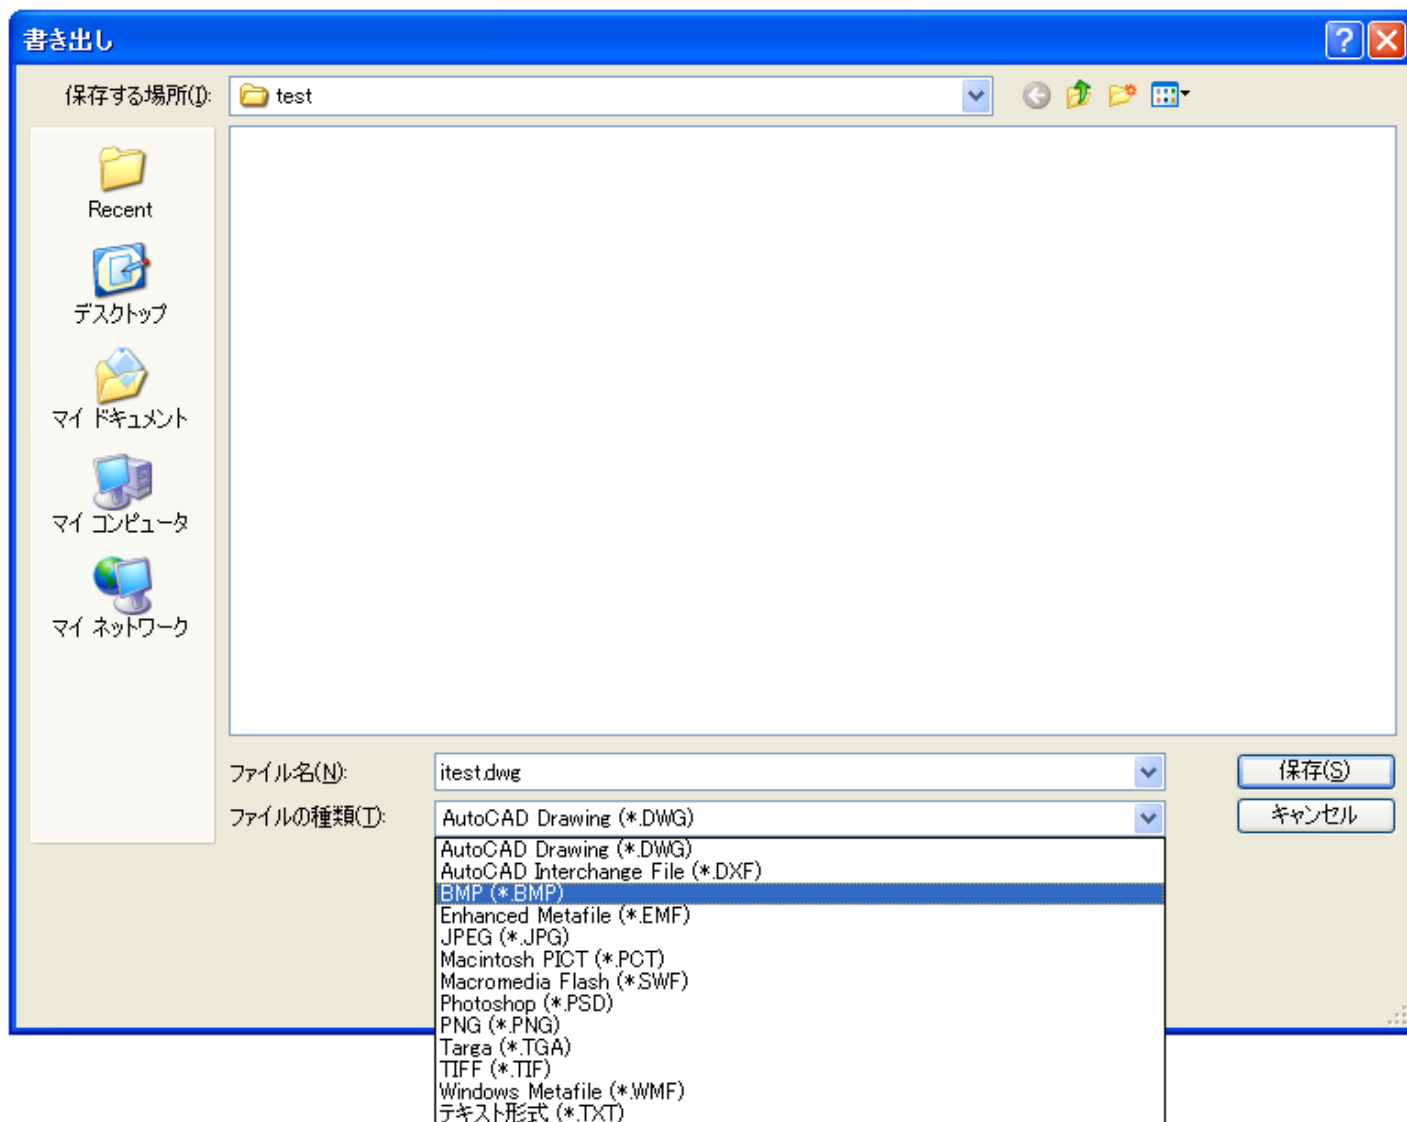 書き出し
保存する場所(I):
test
Recent
デスクトップ
マイ ドキュメント
マイ コンピュータ
マイ ネットワーク
ファイル名(N):
itest.dwg
保存(S)
ファイルの種類(T):
AutoCAD Drawing (*.DWG)
キャンセル
AutoCAD Drawing (*.DWG)
AutoCAD Interchange File (*.DXF)
BMP (*.BMP)
Enhanced Metafile (*.EMF)
JPEG (*.JPG)
Macintosh PICT (*.PCT)
Macromedia Flash (*.SWF)
Photoshop (*.PSD)
PNG (*.PNG)
Targa (*.TGA)
TIFF (*.TIF)
Windows Metafile (*.WMF)
テキスト形式 (*.TXT)